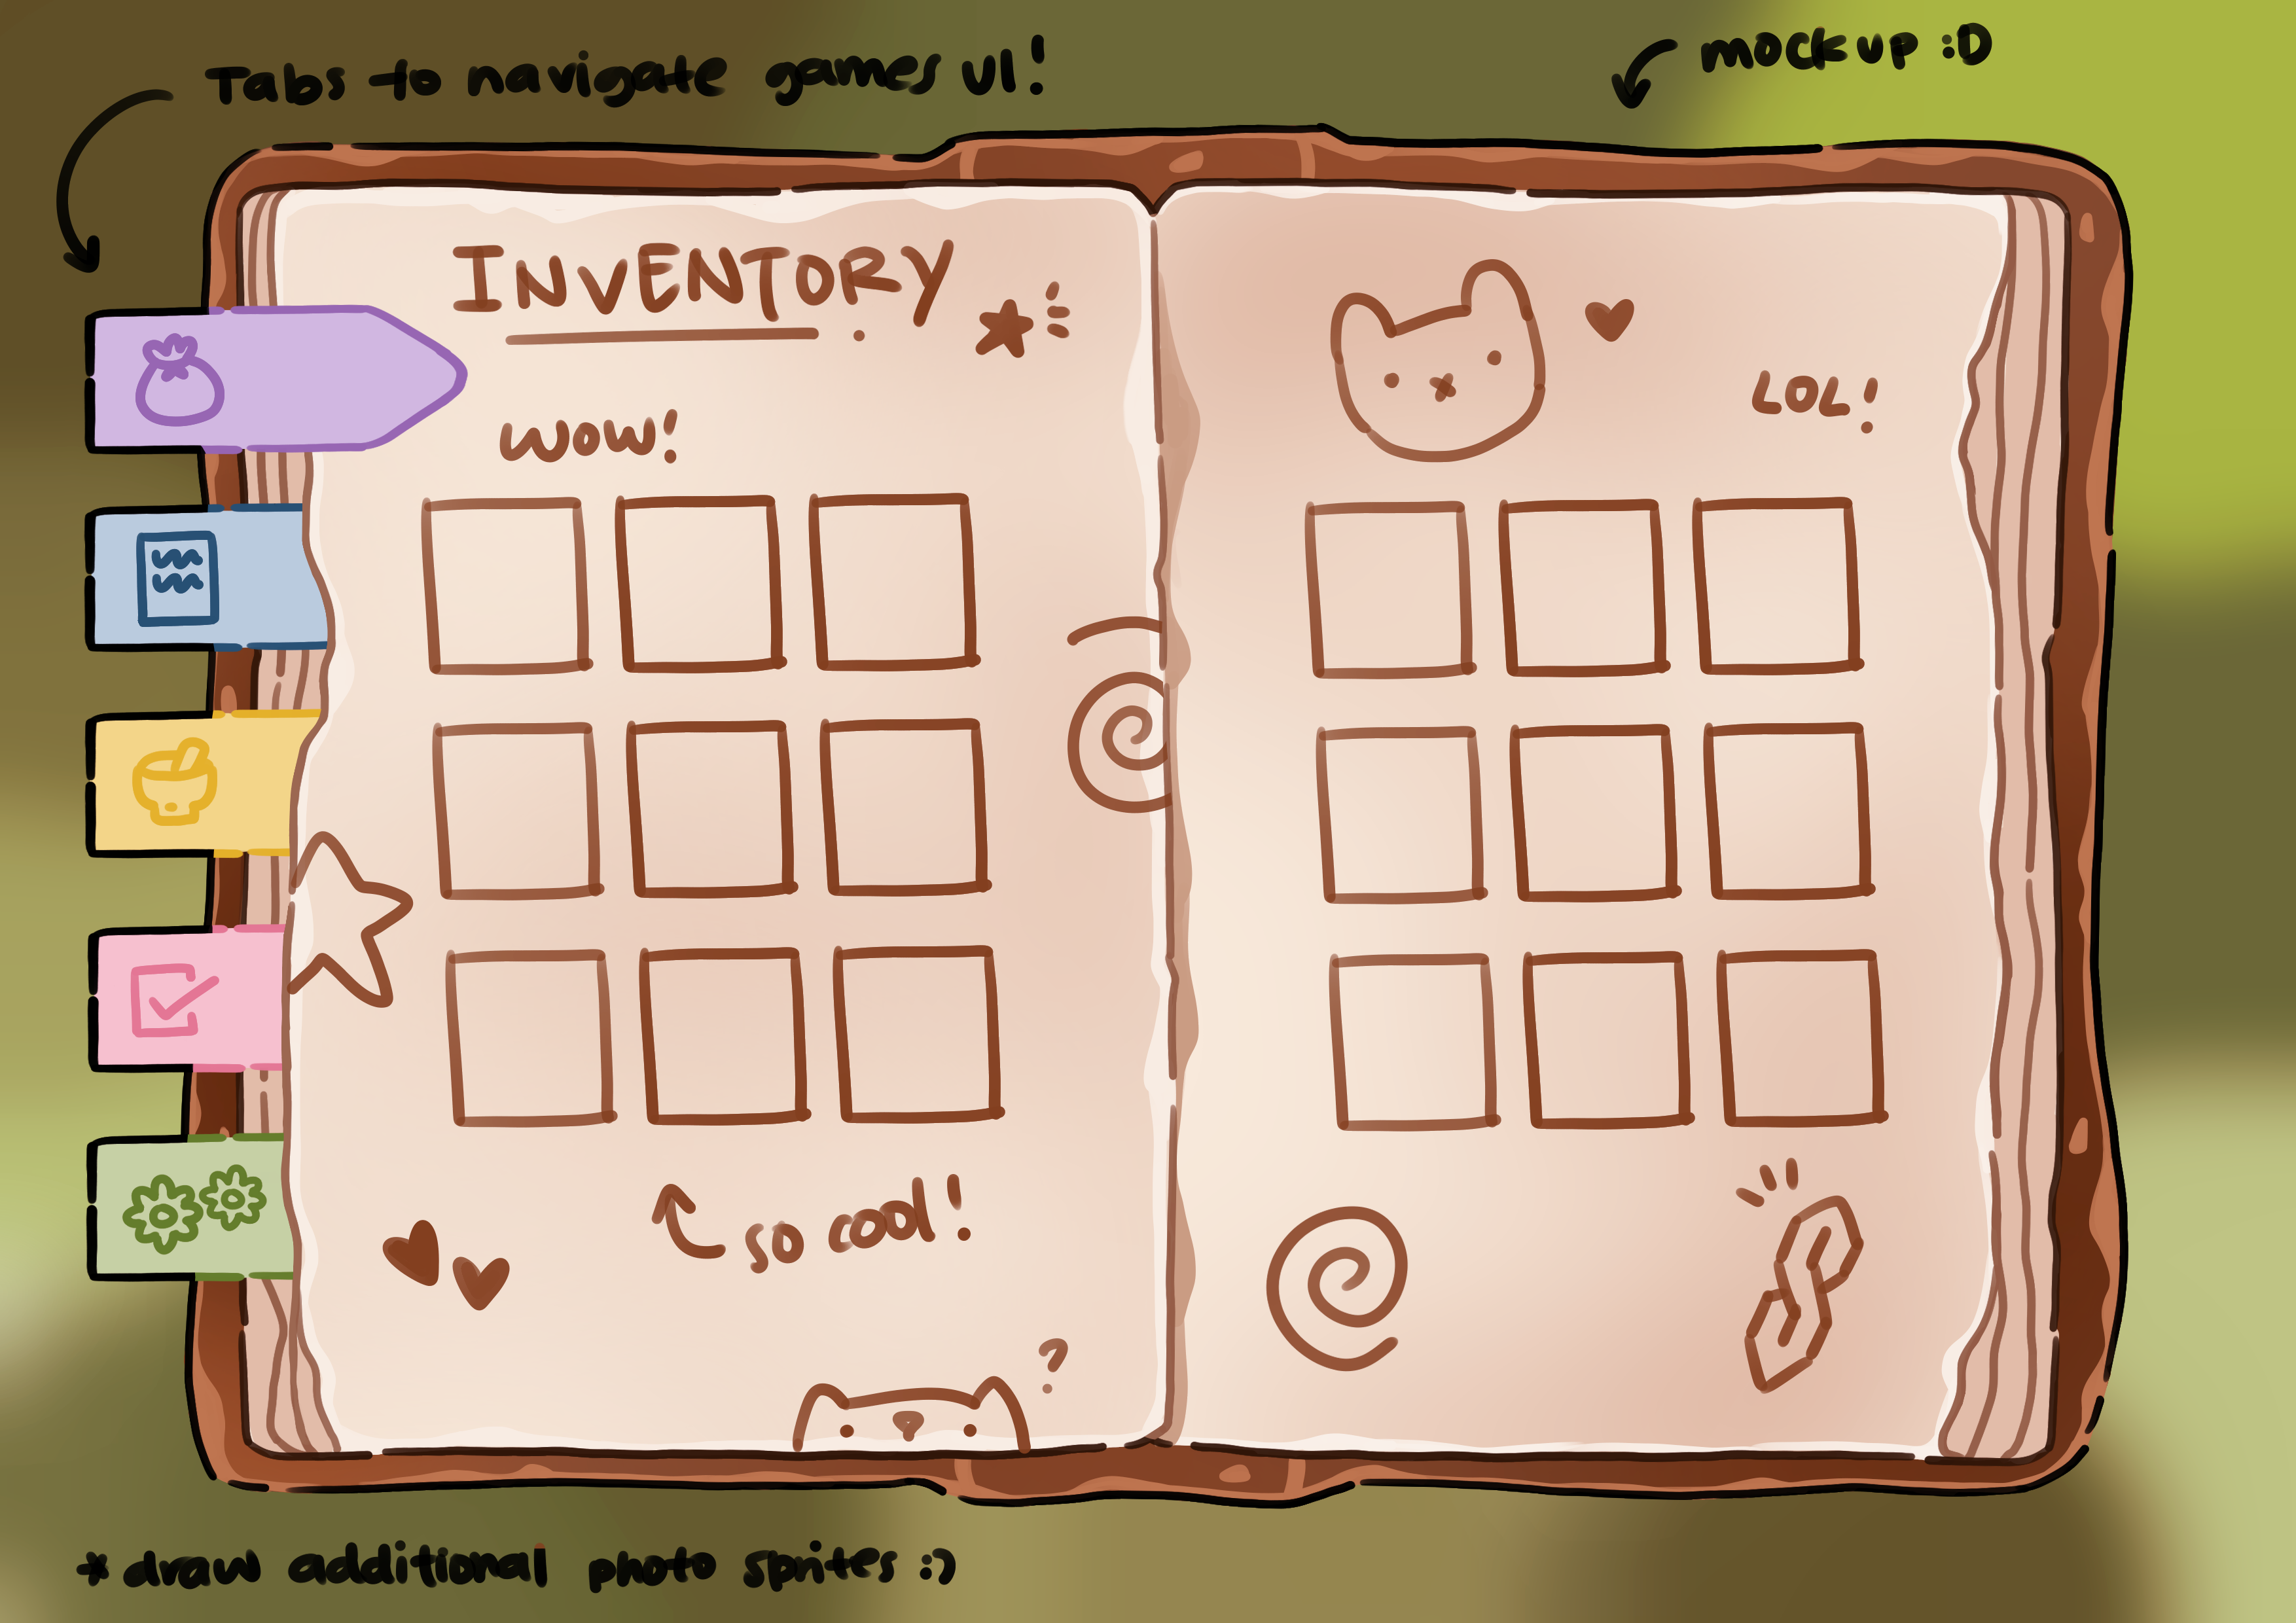 Tabs to navigate games UI!
mockup :D
INVENTORY
WOW!
LOL!
so cool!
?
* draw additional photo sprites :)